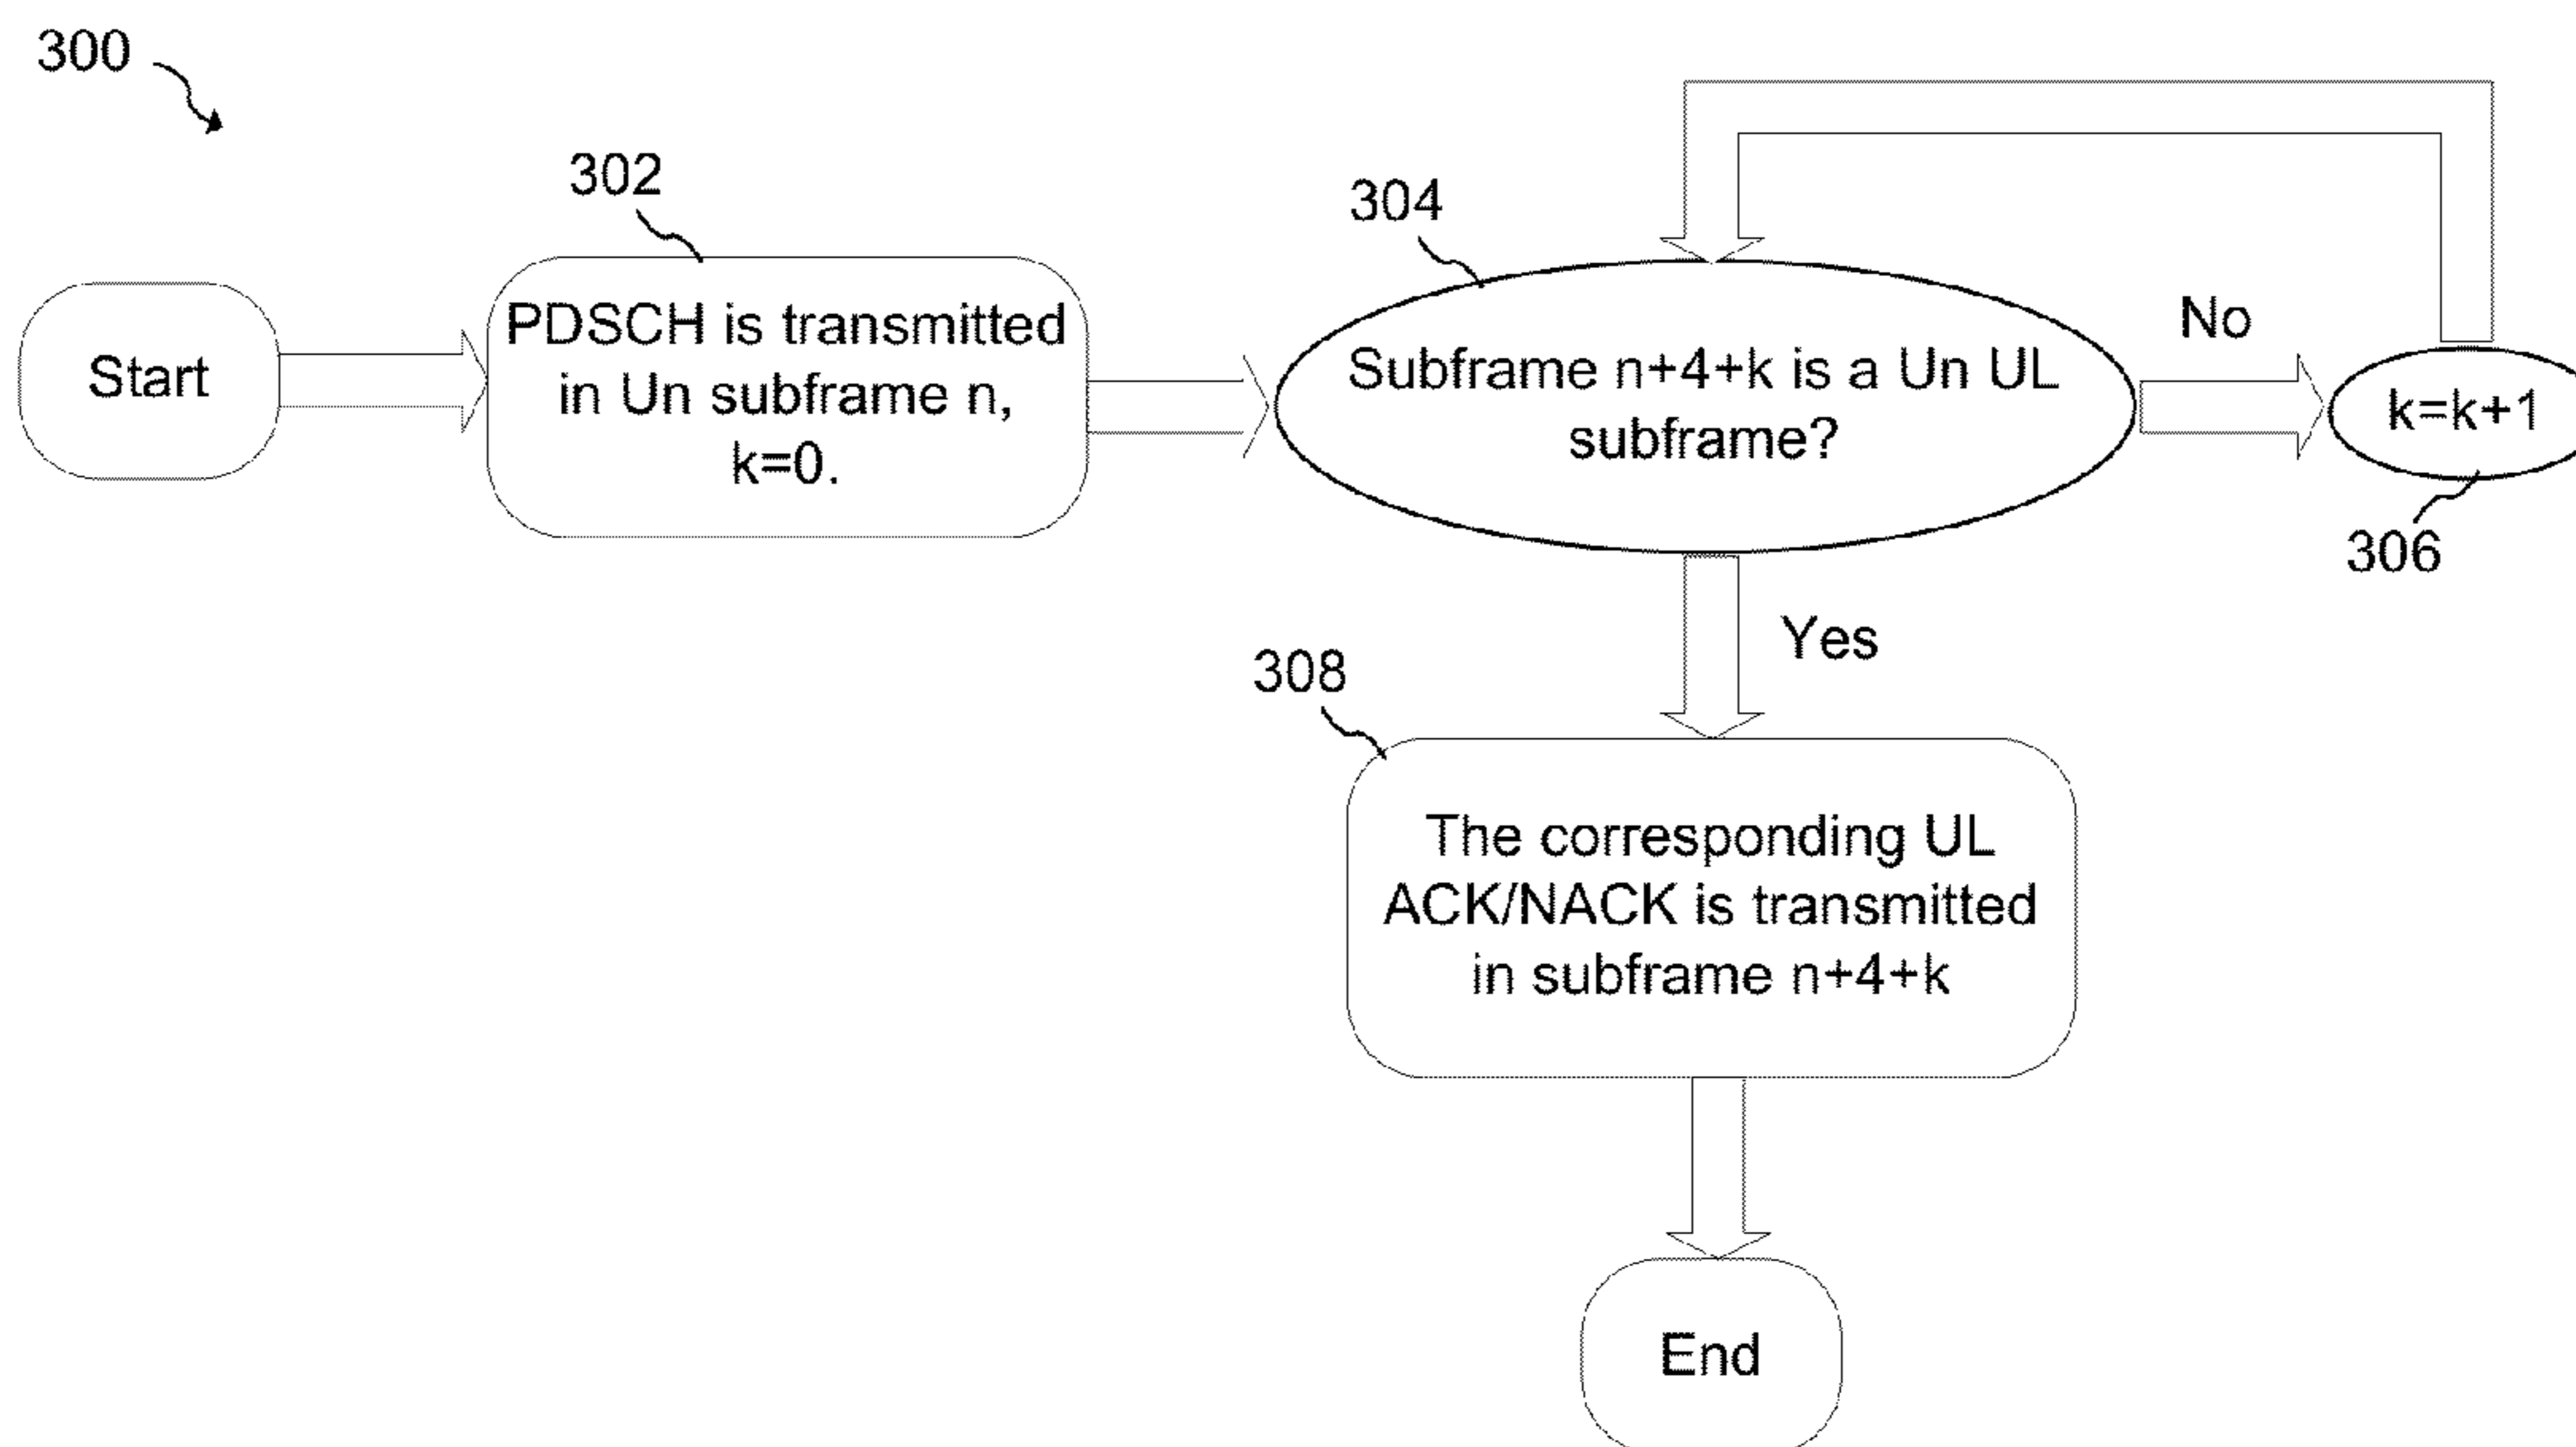 300
302
304
Start
PDSCH is transmitted
in Un subframe n,
k=0.
Subframe n+4+k is a Un UL
subframe?
No
k=k+1
306
Yes
308
The corresponding UL
ACK/NACK is transmitted
in subframe n+4+k
End